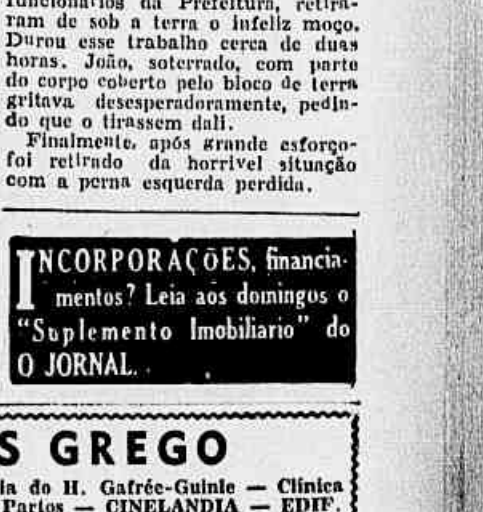 funcionarios da Prefeitura, retira-
ram de sob a terra o infeliz moço.
Durou esse trabalho cerca de duas
horas. João, soterrado, com parte
do corpo coberto pelo bloco de terra
gritava desesperadoramente, pedin-
do que o tirassem dali.
Finalmente, após grande esforço-
foi retirado da horrivel situação
com a perna esquerda perdida.
INCORPORAÇÕES, financia-
mentos? Leia aos domingos o
"Suplemento Imobiliario" do
O JORNAL.
S GREGO
ia do H. Gafrée-Guinle — Clínica
Partos — CINELANDIA — EDIF.